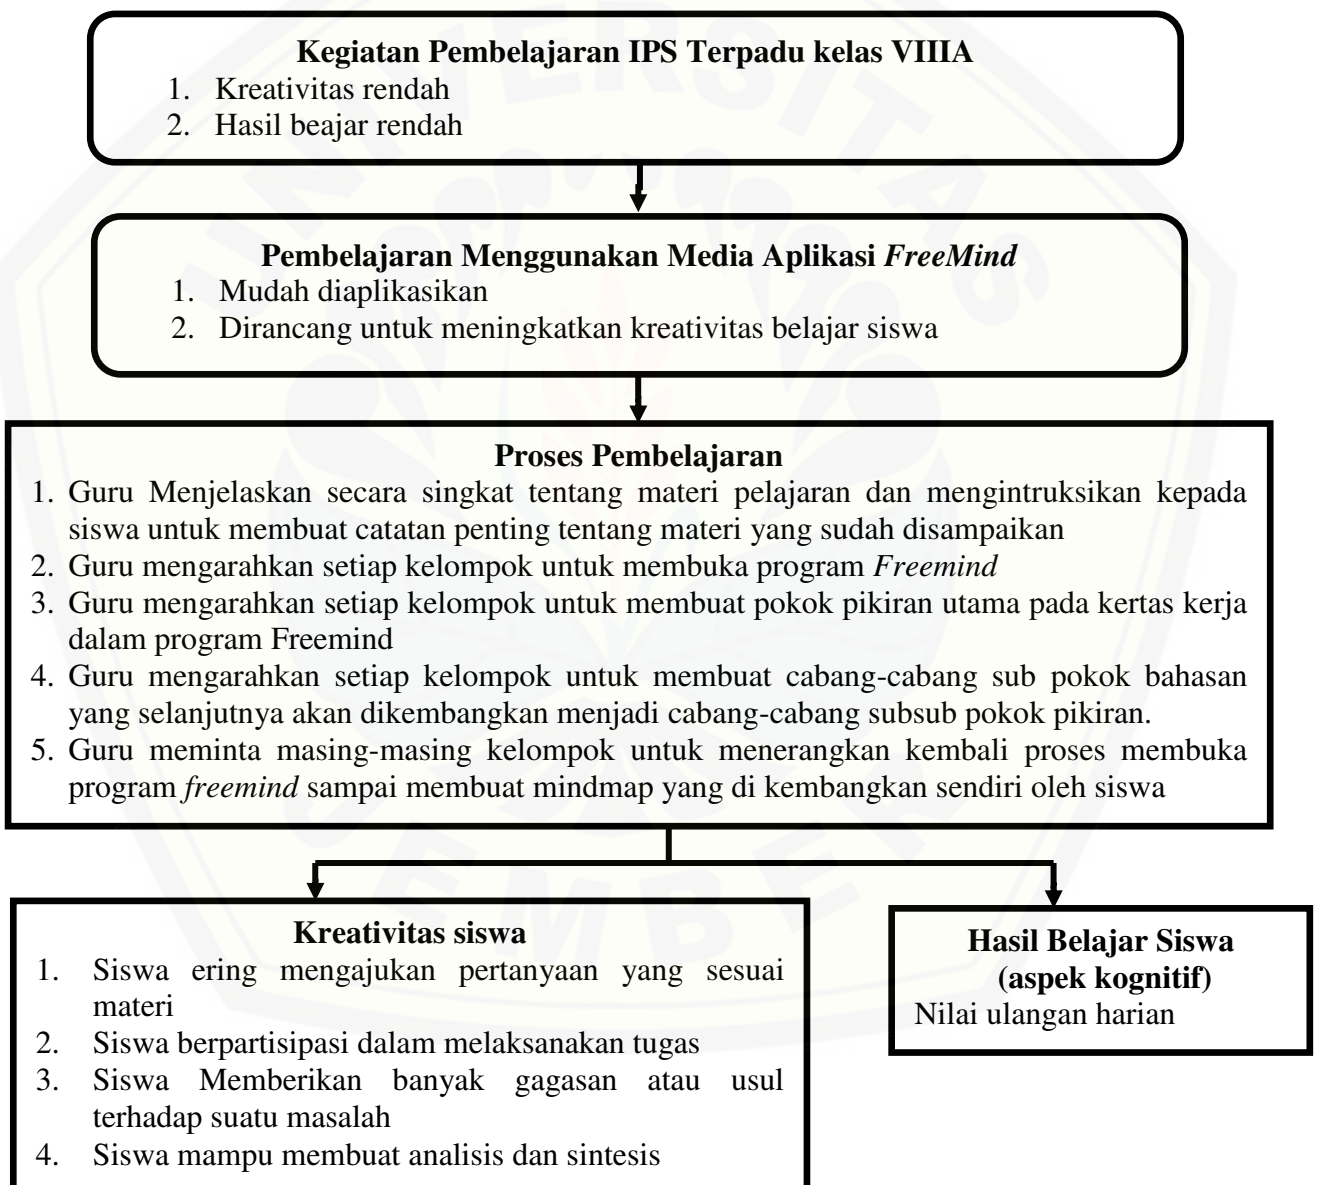 Kegiatan Pembelajaran IPS Terpadu kelas VIIIA
1. Kreativitas rendah
2. Hasil beajar rendah
Pembelajaran Menggunakan Media Aplikasi FreeMind
1. Mudah diaplikasikan
2. Dirancang untuk meningkatkan kreativitas belajar siswa
Proses Pembelajaran
1. Guru Menjelaskan secara singkat tentang materi pelajaran dan mengintruksikan kepada
siswa untuk membuat catatan penting tentang materi yang sudah disampaikan
2. Guru mengarahkan setiap kelompok untuk membuka program Freemind
3. Guru mengarahkan setiap kelompok untuk membuat pokok pikiran utama pada kertas kerja
dalam program Freemind
4. Guru mengarahkan setiap kelompok untuk membuat cabang-cabang sub pokok bahasan
yang selanjutnya akan dikembangkan menjadi cabang-cabang subsub pokok pikiran.
5. Guru meminta masing-masing kelompok untuk menerangkan kembali proses membuka
program freemind sampai membuat mindmap yang di kembangkan sendiri oleh siswa
Kreativitas siswa
1. Siswa ering mengajukan pertanyaan yang sesuai
materi
2. Siswa berpartisipasi dalam melaksanakan tugas
3. Siswa Memberikan banyak gagasan atau usul
terhadap suatu masalah
4. Siswa mampu membuat analisis dan sintesis
Hasil Belajar Siswa
(aspek kognitif)
Nilai ulangan harian
UNIVERSITAS
JEMBER